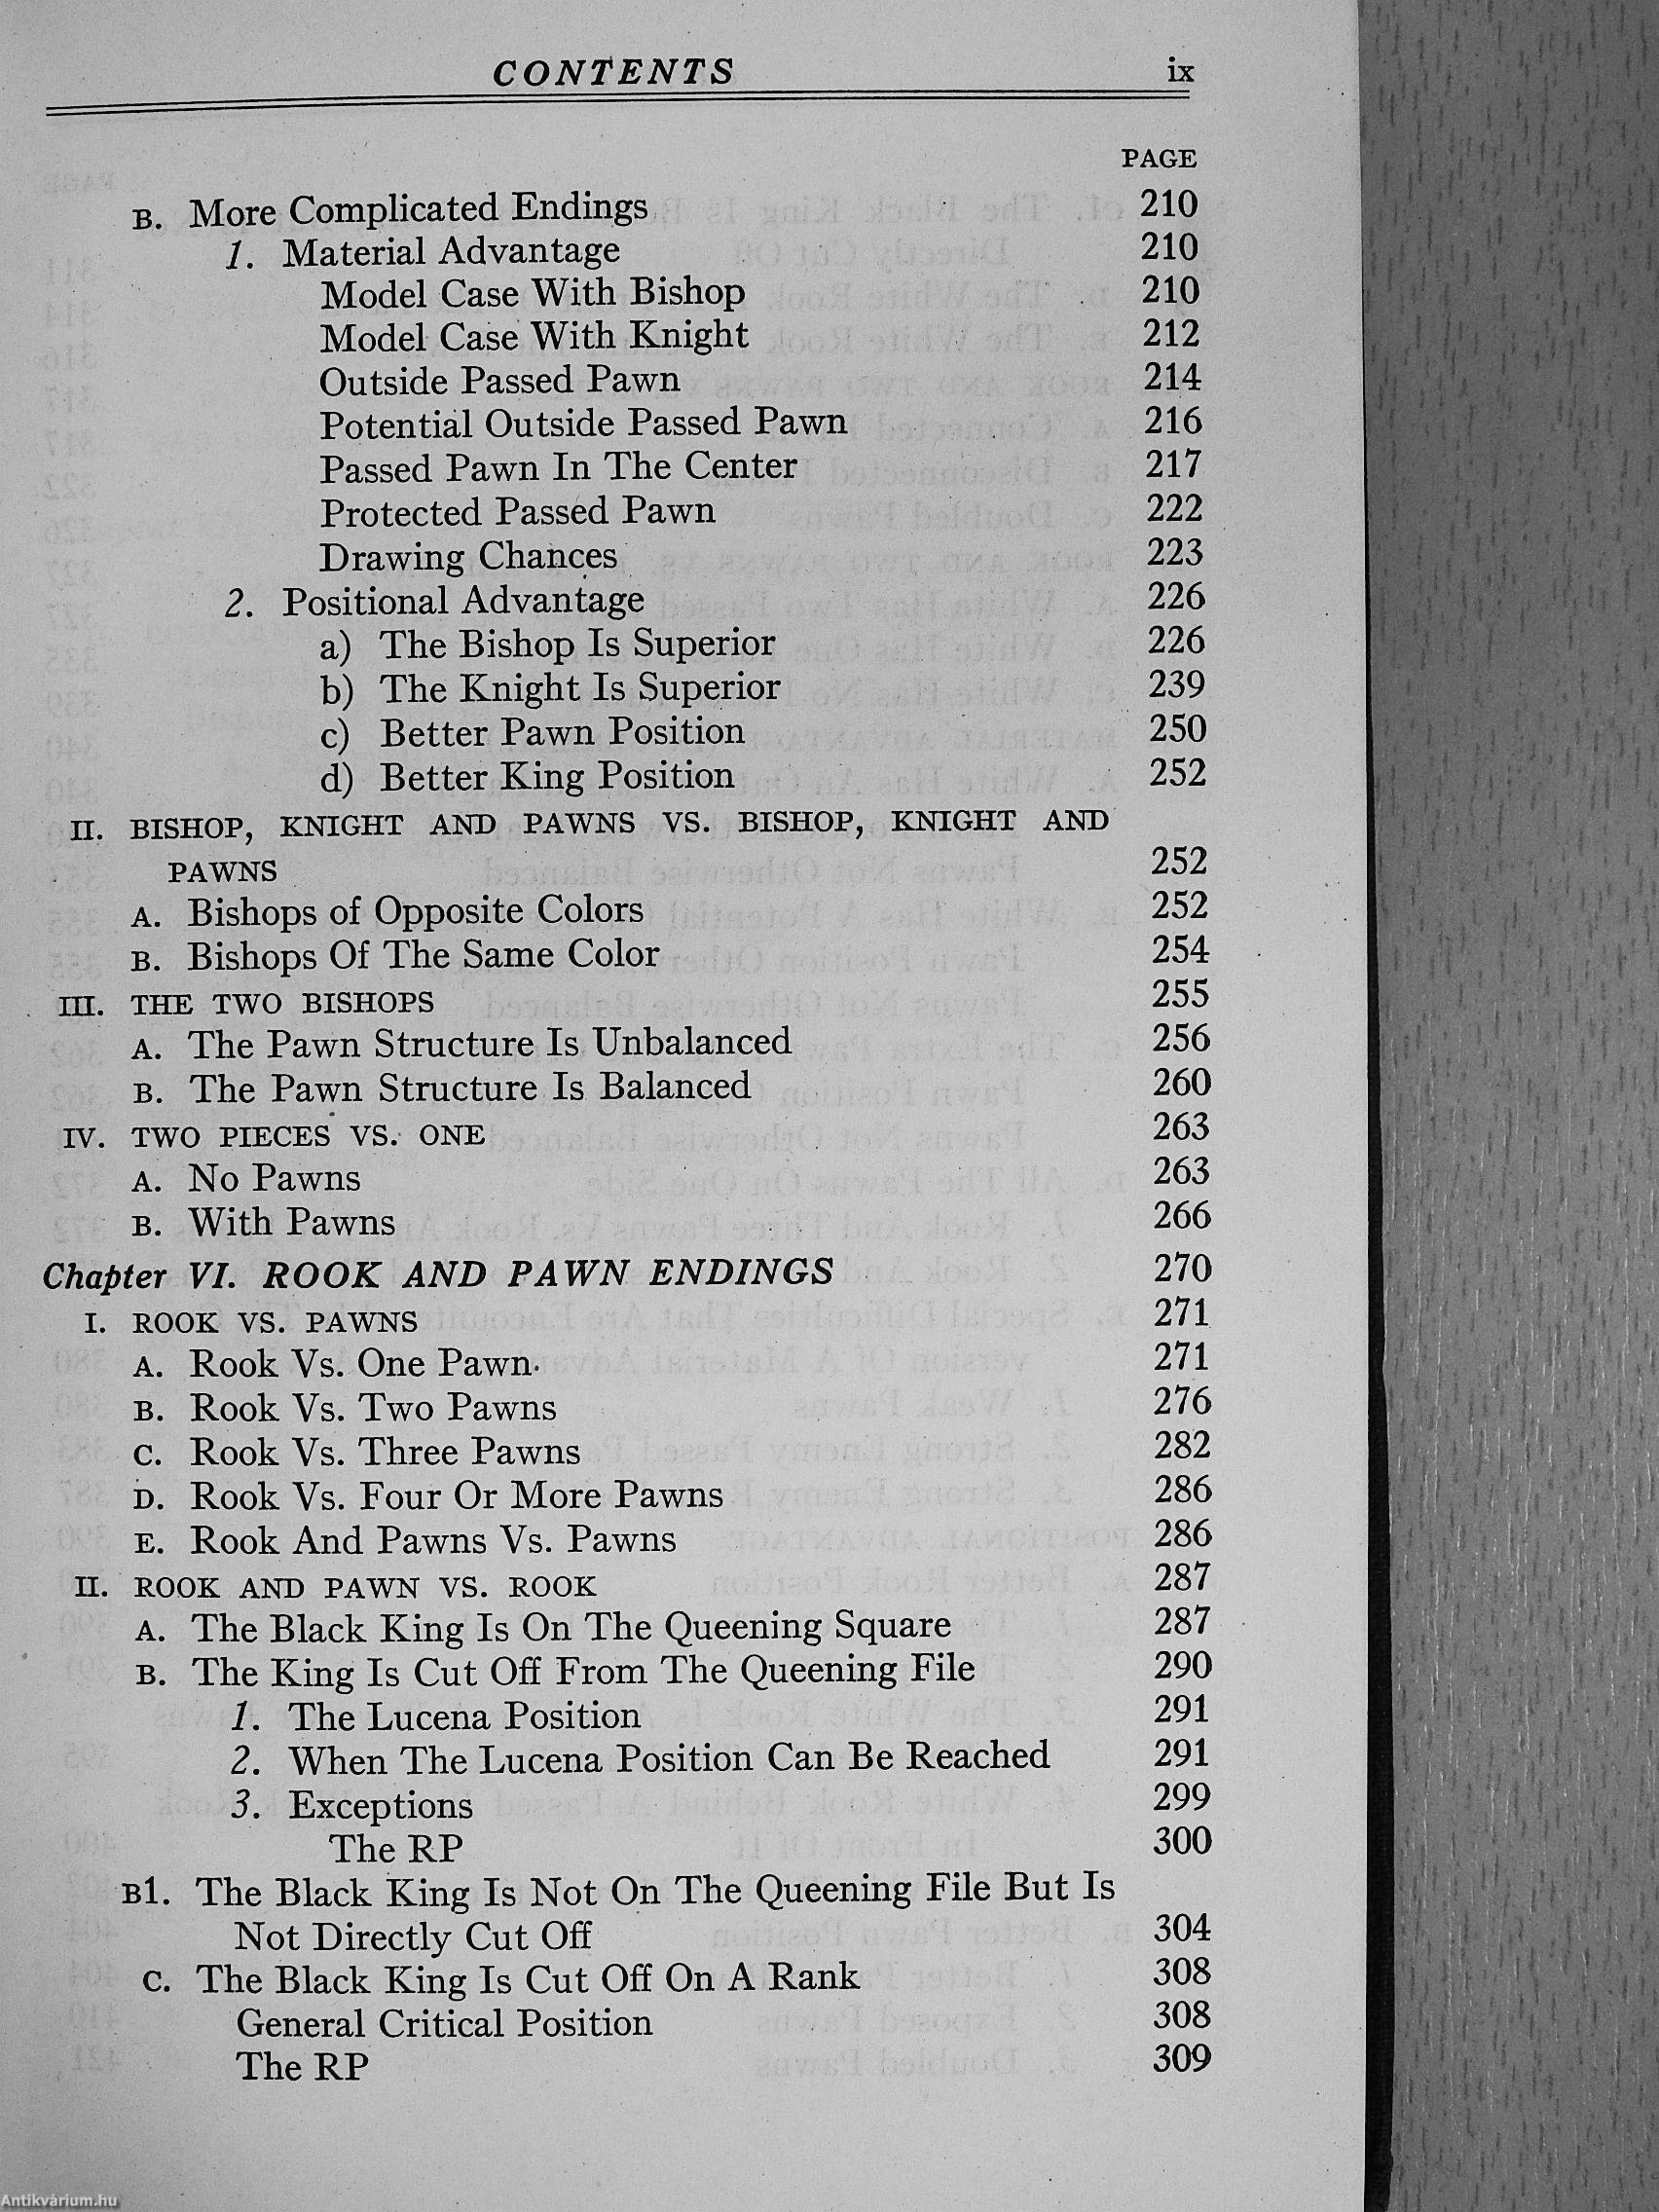 CONTENTS ix
PAGE
B. More Complicated Endings 210
1. Material Advantage 210
Model Case With Bishop 210
Model Case With Knight 212
Outside Passed Pawn 214
Potential Outside Passed Pawn 216
Passed Pawn In The Center 217
Protected Passed Pawn 222
Drawing Chances 223
2. Positional Advantage 226
a) The Bishop Is Superior 226
b) The Knight Is Superior 239
c) Better Pawn Position 250
d) Better King Position 252
II. BISHOP, KNIGHT AND PAWNS VS. BISHOP, KNIGHT AND
PAWNS 252
A. Bishops of Opposite Colors 252
B. Bishops Of The Same Color 254
III. THE TWO BISHOPS 255
A. The Pawn Structure Is Unbalanced 256
B. The Pawn Structure Is Balanced 260
IV. TWO PIECES VS. ONE 263
A. No Pawns 263
B. With Pawns 266
Chapter VI. ROOK AND PAWN ENDINGS 270
I. ROOK VS. PAWNS 271
A. Rook Vs. One Pawn 271
B. Rook Vs. Two Pawns 276
C. Rook Vs. Three Pawns 282
D. Rook Vs. Four Or More Pawns 286
E. Rook And Pawns Vs. Pawns 286
II. ROOK AND PAWN VS. ROOK 287
A. The Black King Is On The Queening Square 287
B. The King Is Cut Off From The Queening File 290
1. The Lucena Position 291
2. When The Lucena Position Can Be Reached 291
3. Exceptions 299
The RP 300
B1. The Black King Is Not On The Queening File But Is
Not Directly Cut Off 304
C. The Black King Is Cut Off On A Rank 308
General Critical Position 308
The RP 309
Antikvárium.hu